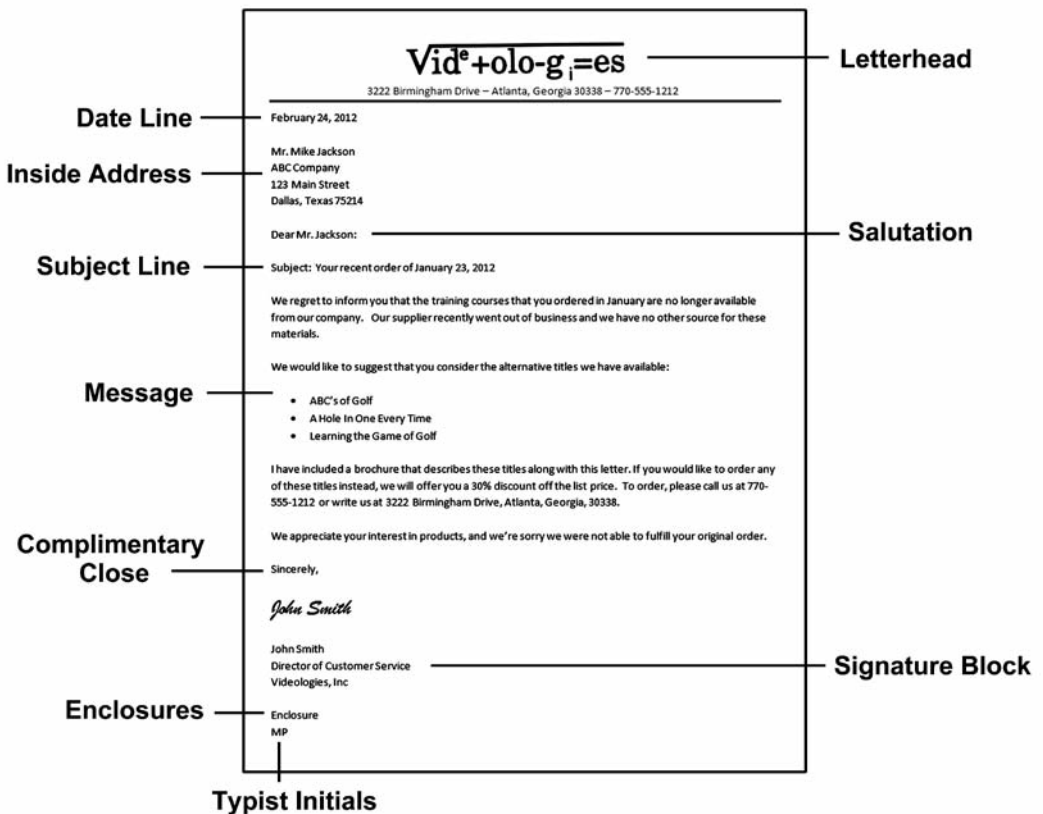 √Vidᵉ+olo-gᵢ=es
Letterhead
3222 Birmingham Drive – Atlanta, Georgia 30338 – 770-555-1212
Date Line
February 24, 2012
Inside Address
Mr. Mike Jackson
ABC Company
123 Main Street
Dallas, Texas 75214
Dear Mr. Jackson:
Salutation
Subject Line
Subject: Your recent order of January 23, 2012
We regret to inform you that the training courses that you ordered in January are no longer available
from our company. Our supplier recently went out of business and we have no other source for these
materials.
We would like to suggest that you consider the alternative titles we have available:
Message
• ABC's of Golf
• A Hole In One Every Time
• Learning the Game of Golf
I have included a brochure that describes these titles along with this letter. If you would like to order any
of these titles instead, we will offer you a 30% discount off the list price. To order, please call us at 770-
555-1212 or write us at 3222 Birmingham Drive, Atlanta, Georgia, 30338.
We appreciate your interest in products, and we're sorry we were not able to fulfill your original order.
Complimentary
Close
Sincerely,
John Smith
John Smith
Director of Customer Service
Videologies, Inc
Signature Block
Enclosures
Enclosure
MP
Typist Initials